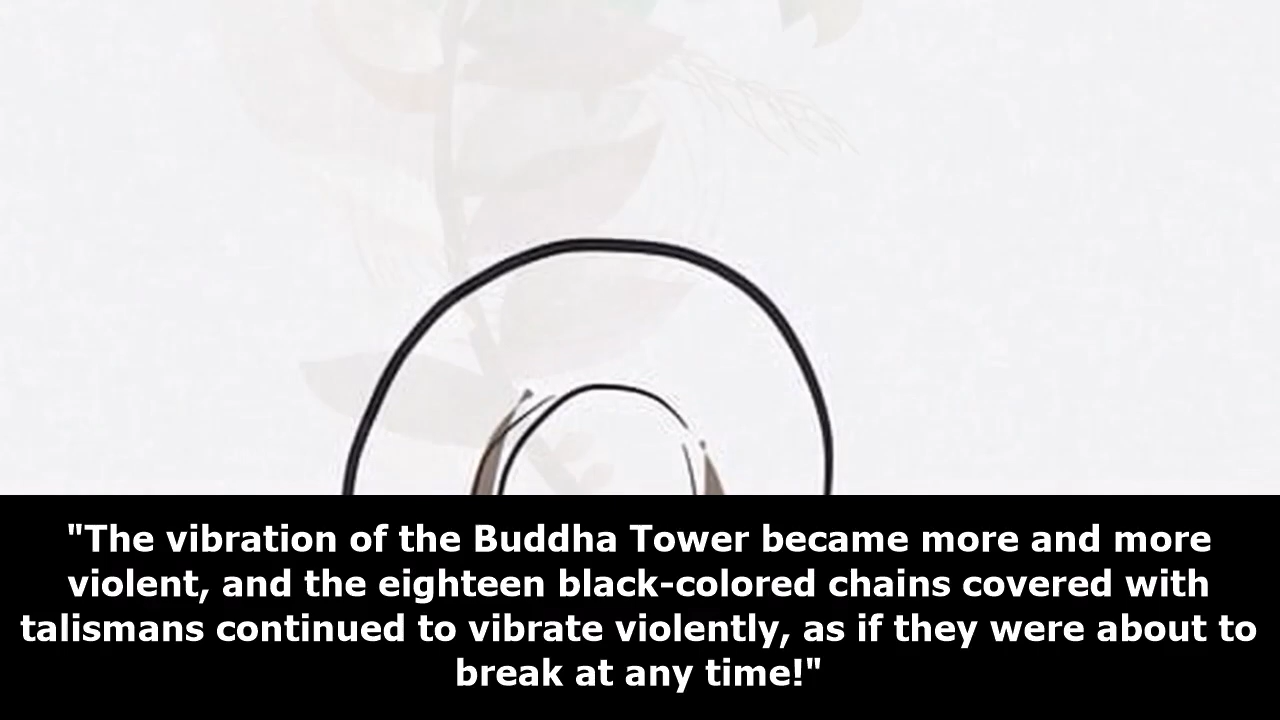 "The vibration of the Buddha Tower became more and more
violent, and the eighteen black-colored chains covered with
talismans continued to vibrate violently, as if they were about to
break at any time!"